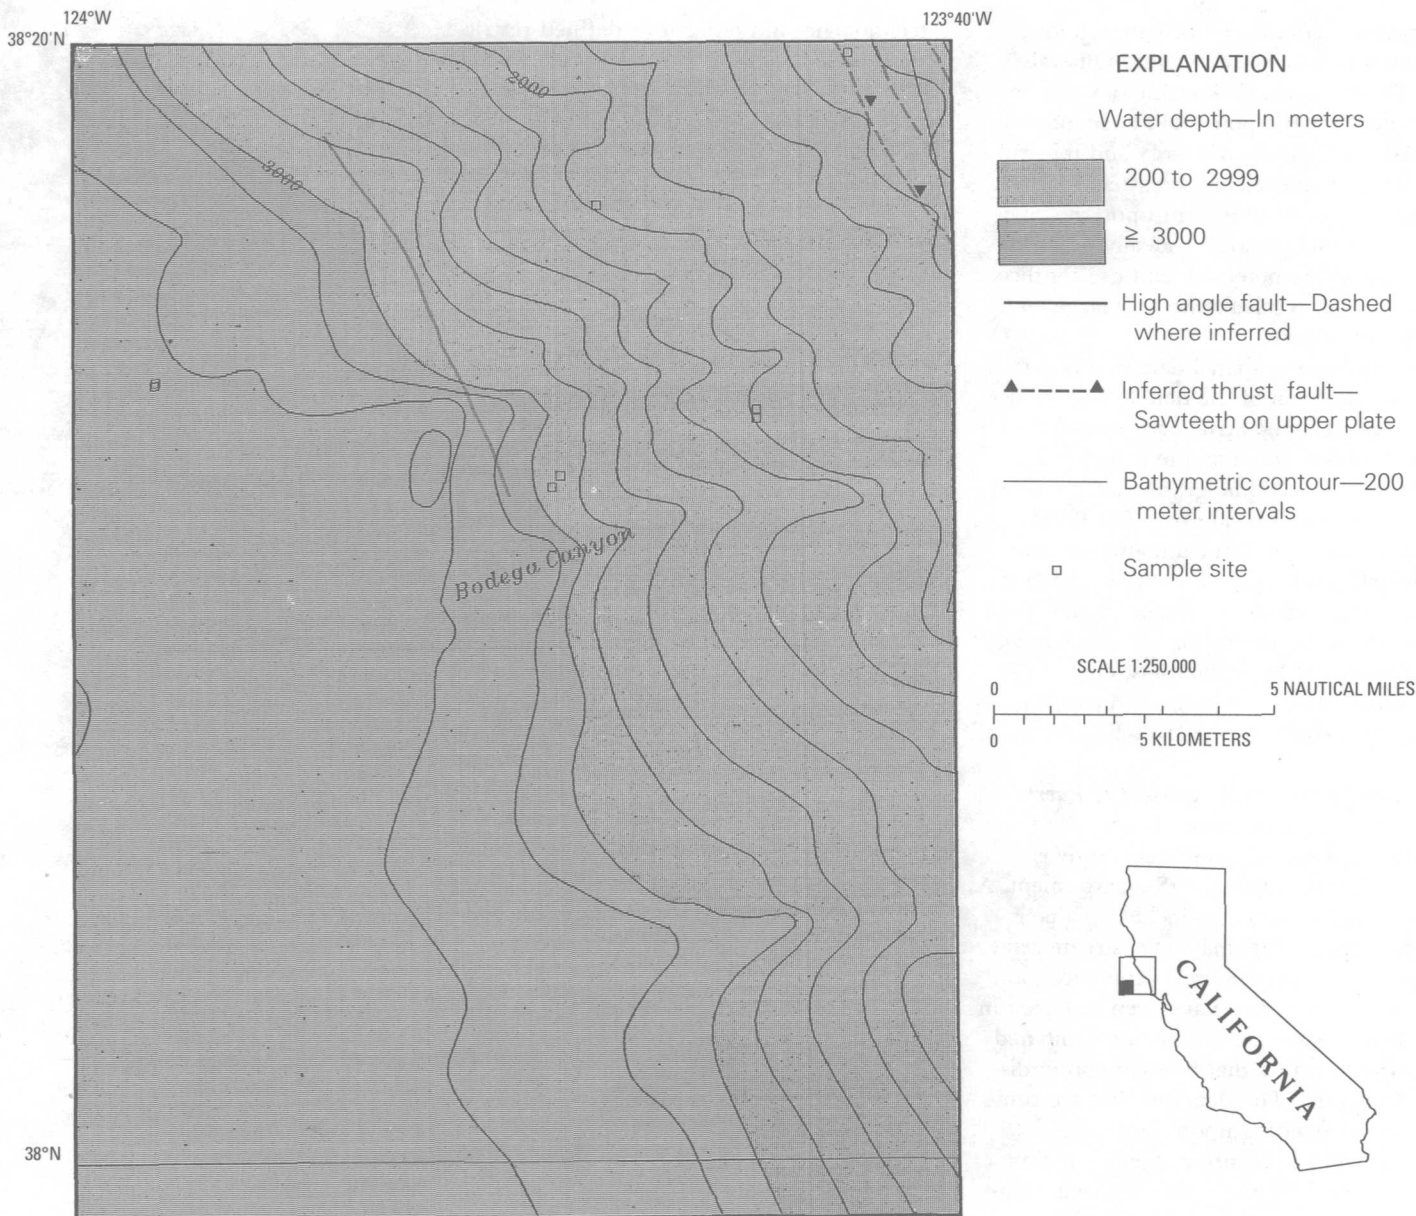 124°W
123°40'W
38°20'N
2000
3000
Bodega Canyon
38°N
EXPLANATION
Water depth—In meters
200 to 2999
≥ 3000
High angle fault—Dashed
where inferred
Inferred thrust fault—
Sawteeth on upper plate
Bathymetric contour—200
meter intervals
Sample site
SCALE 1:250,000
0 5 NAUTICAL MILES
0 5 KILOMETERS
CALIFORNIA